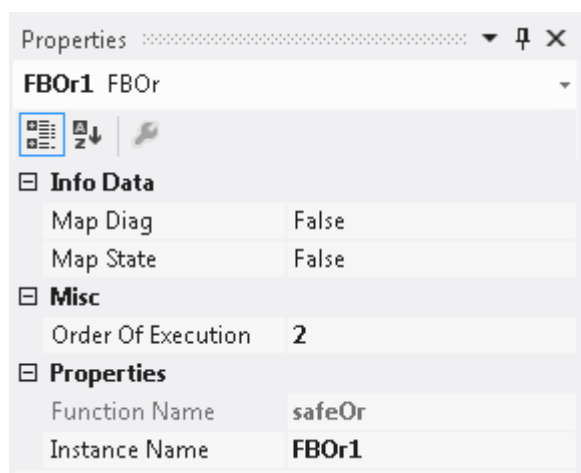 Properties
FBOr1 FBOr
Info Data
Map Diag False
Map State False
Misc
Order Of Execution 2
Properties
Function Name safeOr
Instance Name FBOr1